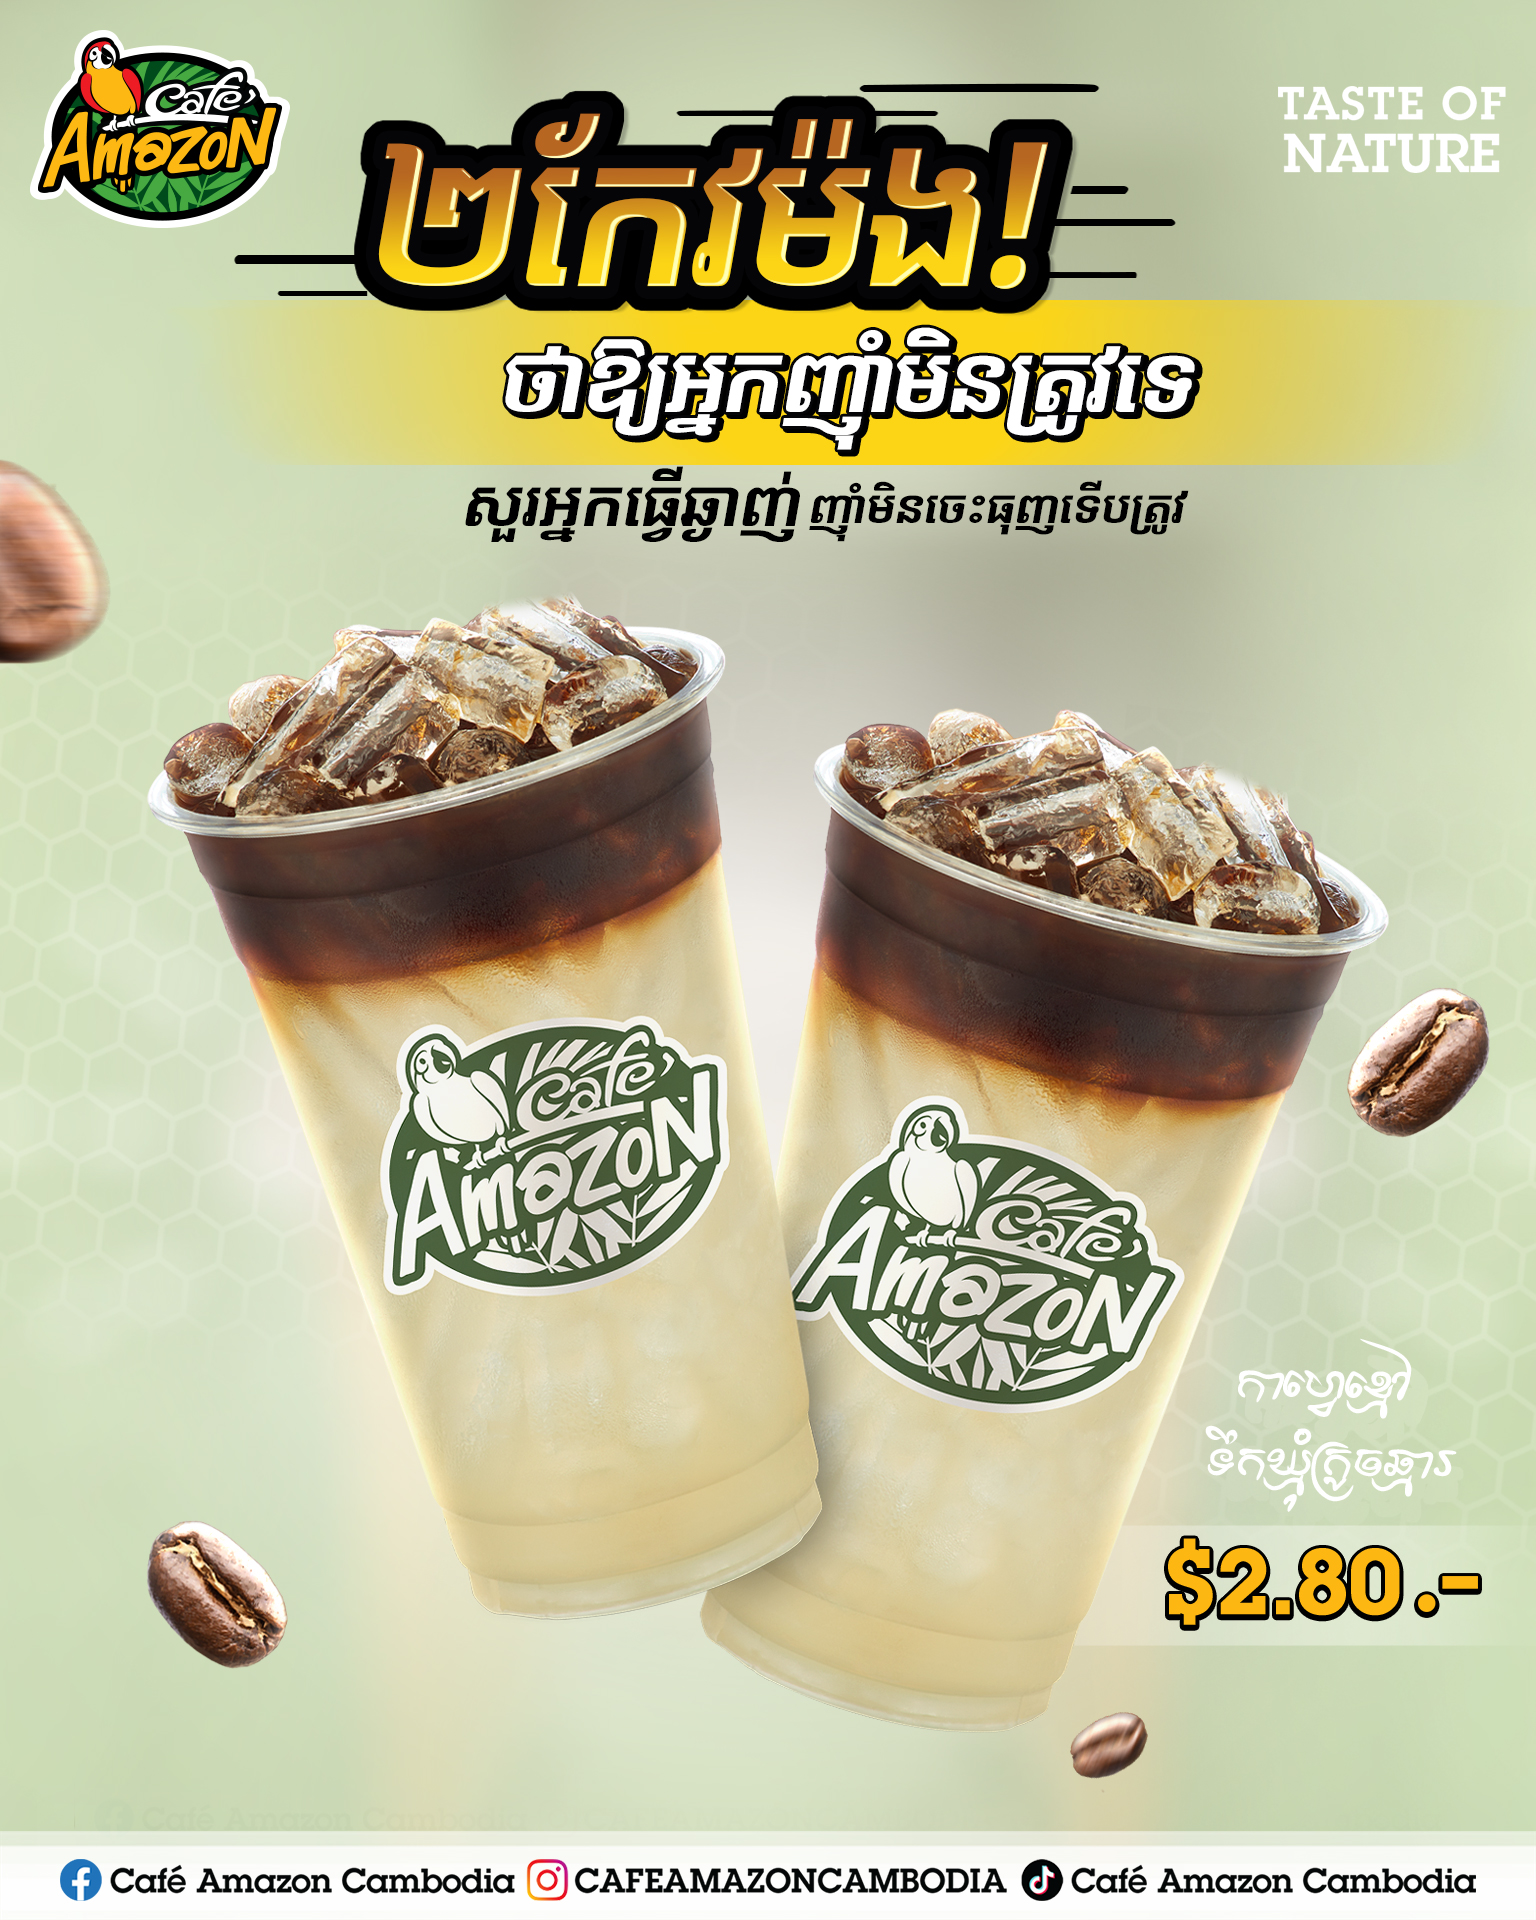 Café
Amazon
TASTE OF
NATURE
២កែវម៉ង!
ថាឱ្យអ្នកញ៉ាំមិនត្រូវទេ
សួរអ្នកធ្វើឆ្ងាញ់ ញ៉ាំមិនចេះធុញទើបត្រូវ
Café
Amazon
Café
Amazon
កាហ្វេខ្មៅ
ទឹកឃ្មុំក្រូចឆ្មារ
$2.80.-
Café Amazon Cambodia CAFEAMAZONCAMBODIA Café Amazon Cambodia